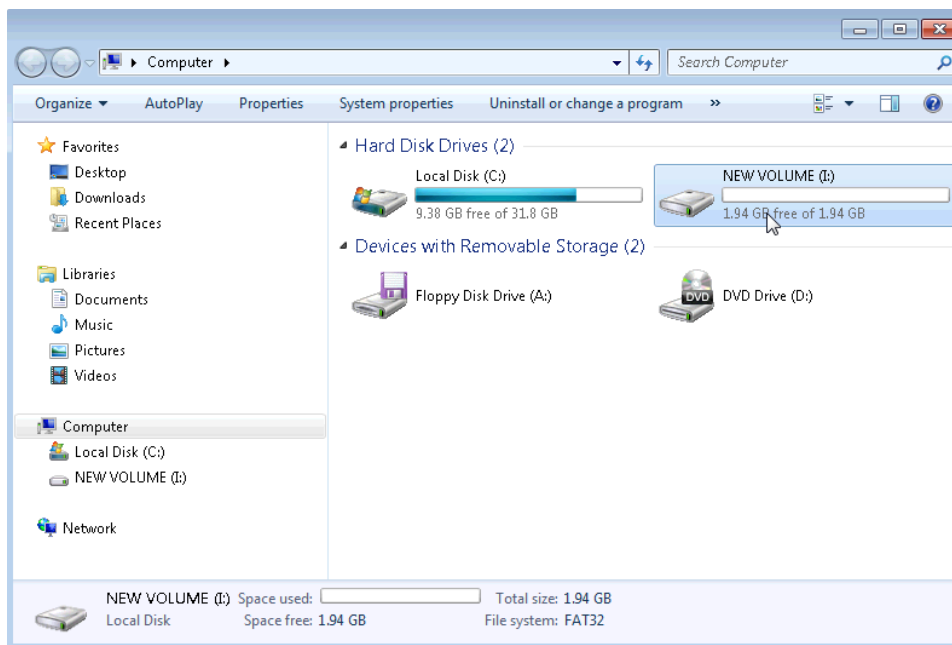 Computer
Search Computer
Organize AutoPlay Properties System properties Uninstall or change a program »
Favorites
Desktop
Downloads
Recent Places
Libraries
Documents
Music
Pictures
Videos
Computer
Local Disk (C:)
NEW VOLUME (I:)
Network
Hard Disk Drives (2)
Local Disk (C:)
9.38 GB free of 31.8 GB
NEW VOLUME (I:)
1.94 GB free of 1.94 GB
Devices with Removable Storage (2)
Floppy Disk Drive (A:)
DVD
DVD Drive (D:)
NEW VOLUME (I:) Space used: Total size: 1.94 GB
Local Disk Space free: 1.94 GB File system: FAT32